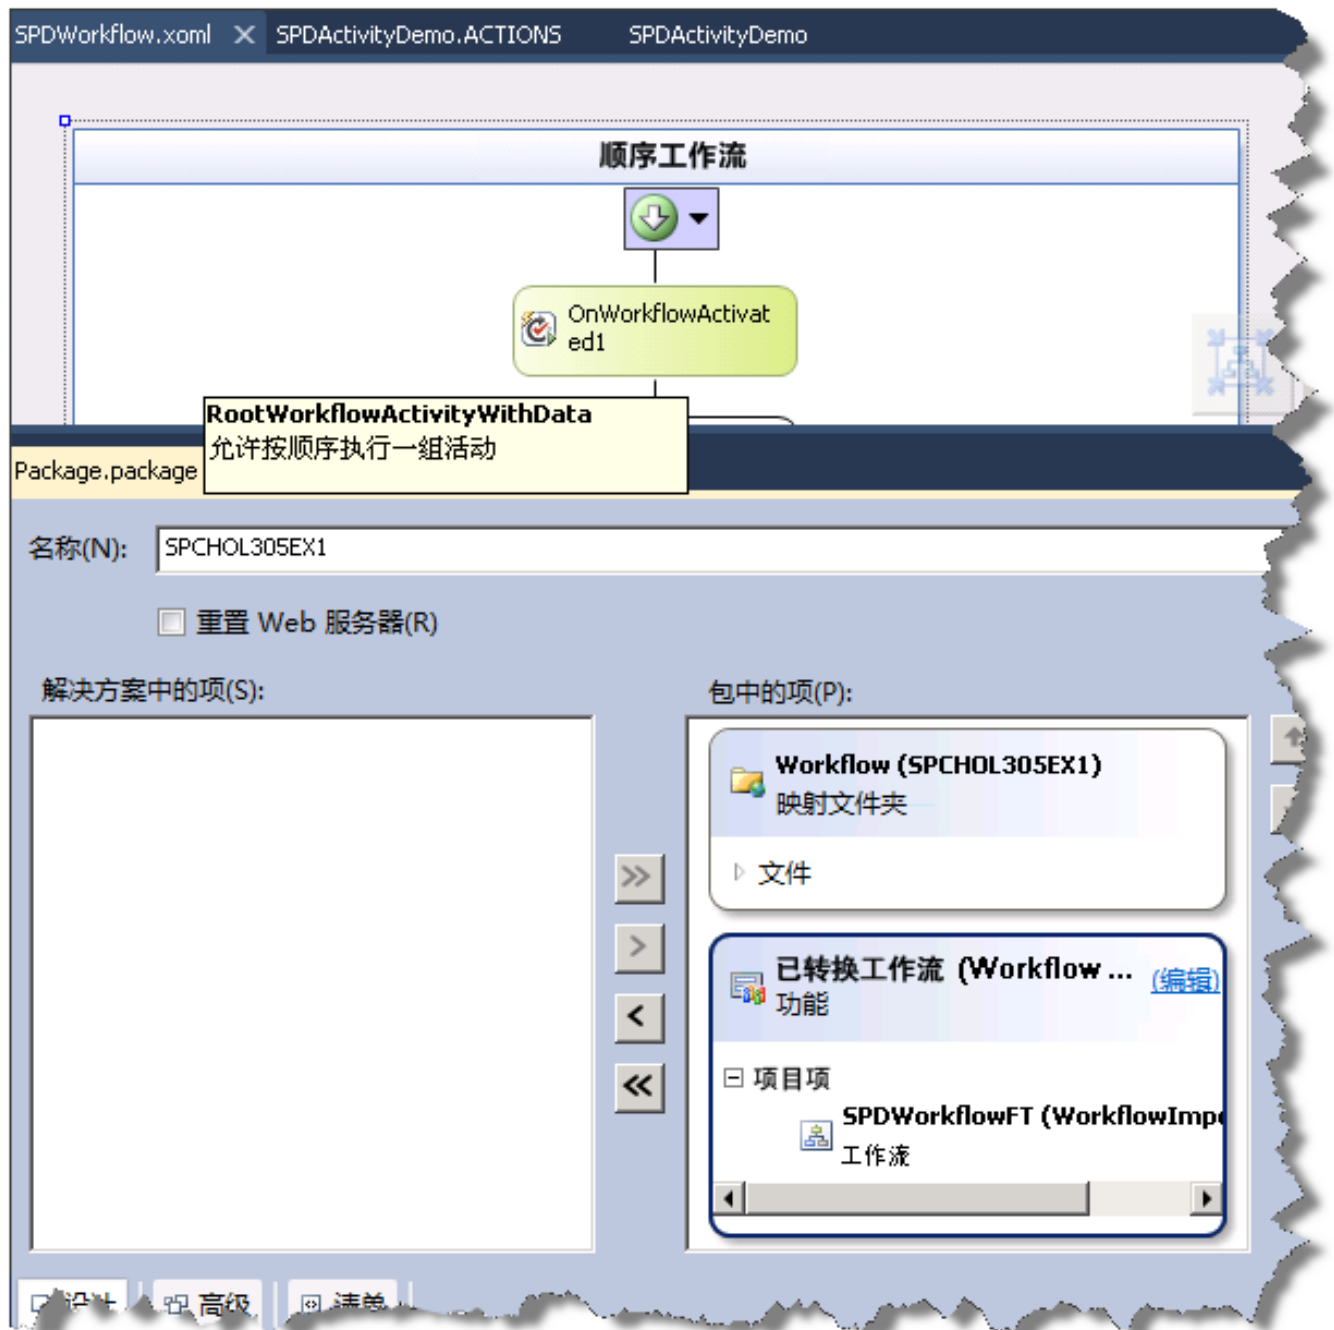 SPDWorkflow.xoml SPDActivityDemo.ACTIONS SPDActivityDemo
顺序工作流
OnWorkflowActivat
ed1
RootWorkflowActivityWithData
允许按顺序执行一组活动
Package.package
名称(N): SPCHOL305EX1
重置 Web 服务器(R)
解决方案中的项(S):
包中的项(P):
Workflow (SPCHOL305EX1)
映射文件夹
文件
已转换工作流 (Workflow ... (编辑)
功能
项目项
SPDWorkflowFT (WorkflowImp
工作流
设计 高级 清单